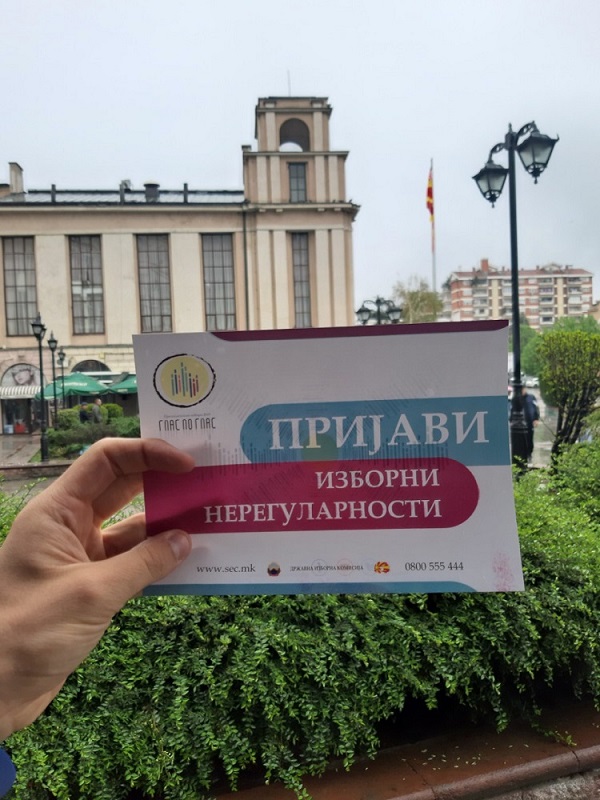 ГЛАС ПО ГЛАС
ПРИЈАВИ
ИЗБОРНИ
НЕРЕГУЛАРНОСТИ
www.sec.mk ДРЖАВНА ИЗБОРНА КОМИСИЈА 0800 555 444